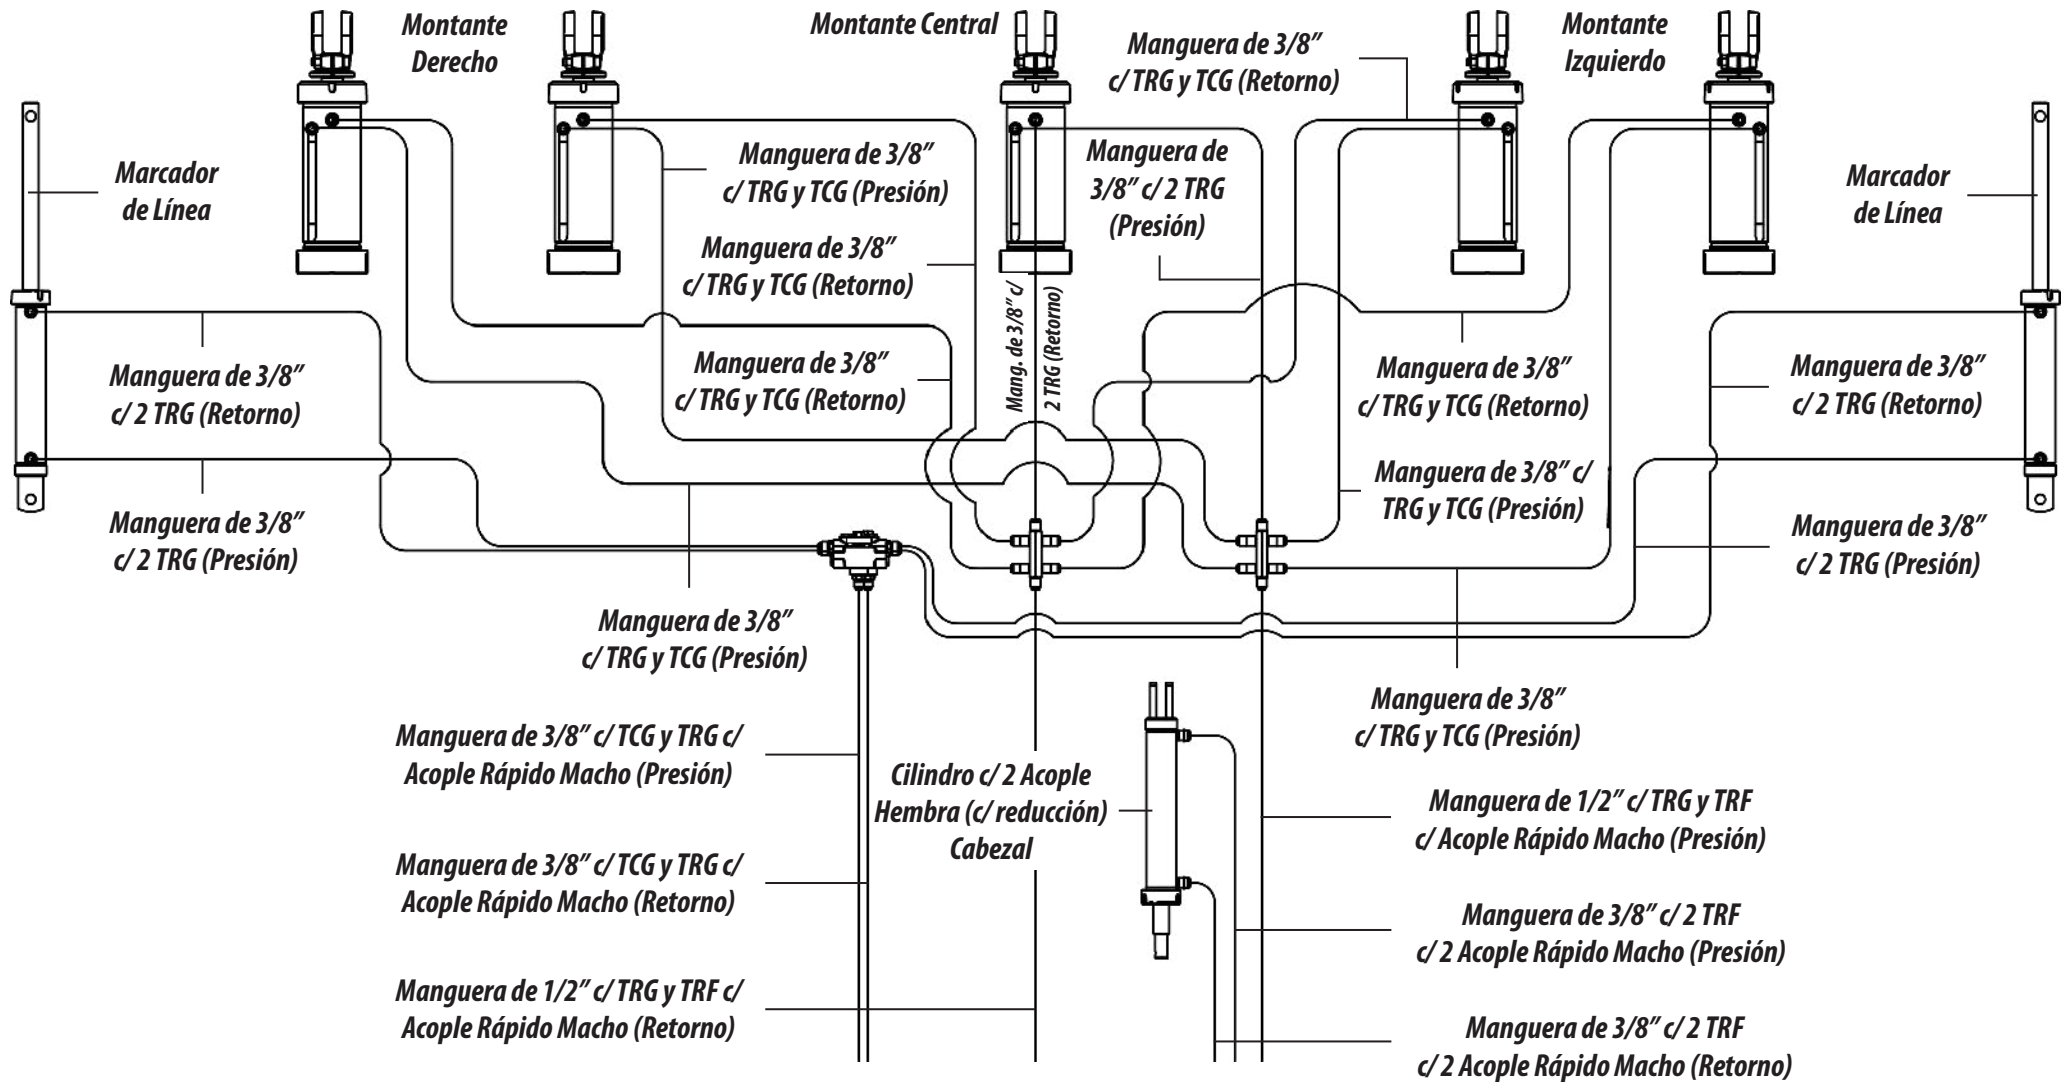 Montante
Derecho
Montante Central
Manguera de 3/8"
c/ TRG y TCG (Retorno)
Montante
Izquierdo
Marcador
de Línea
Manguera de 3/8"
c/ TRG y TCG (Presión)
Manguera de
3/8" c/ 2 TRG
(Presión)
Marcador
de Línea
Manguera de 3/8"
c/ TRG y TCG (Retorno)
Mang. de 3/8" c/
2 TRG (Retorno)
Manguera de 3/8"
c/ 2 TRG (Retorno)
Manguera de 3/8"
c/ TRG y TCG (Retorno)
Manguera de 3/8"
c/ TRG y TCG (Retorno)
Manguera de 3/8"
c/ 2 TRG (Retorno)
Manguera de 3/8"
c/ 2 TRG (Presión)
Manguera de 3/8" c/
TRG y TCG (Presión)
Manguera de 3/8"
c/ 2 TRG (Presión)
Manguera de 3/8"
c/ TRG y TCG (Presión)
Manguera de 3/8"
c/ TRG y TCG (Presión)
Manguera de 3/8" c/ TCG y TRG c/
Acople Rápido Macho (Presión)
Cilindro c/ 2 Acople
Hembra (c/ reducción)
Cabezal
Manguera de 1/2" c/ TRG y TRF
c/ Acople Rápido Macho (Presión)
Manguera de 3/8" c/ TCG y TRG c/
Acople Rápido Macho (Retorno)
Manguera de 3/8" c/ 2 TRF
c/ 2 Acople Rápido Macho (Presión)
Manguera de 1/2" c/ TRG y TRF c/
Acople Rápido Macho (Retorno)
Manguera de 3/8" c/ 2 TRF
c/ 2 Acople Rápido Macho (Retorno)